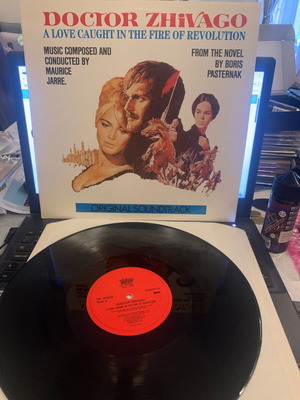 DOCTOR ZHIVAGO
A LOVE CAUGHT IN THE FIRE OF REVOLUTION
MUSIC COMPOSED AND
CONDUCTED BY
MAURICE
JARRE.
FROM THE NOVEL
BY BORIS
PASTERNAK
ORIGINAL SOUNDTRACK